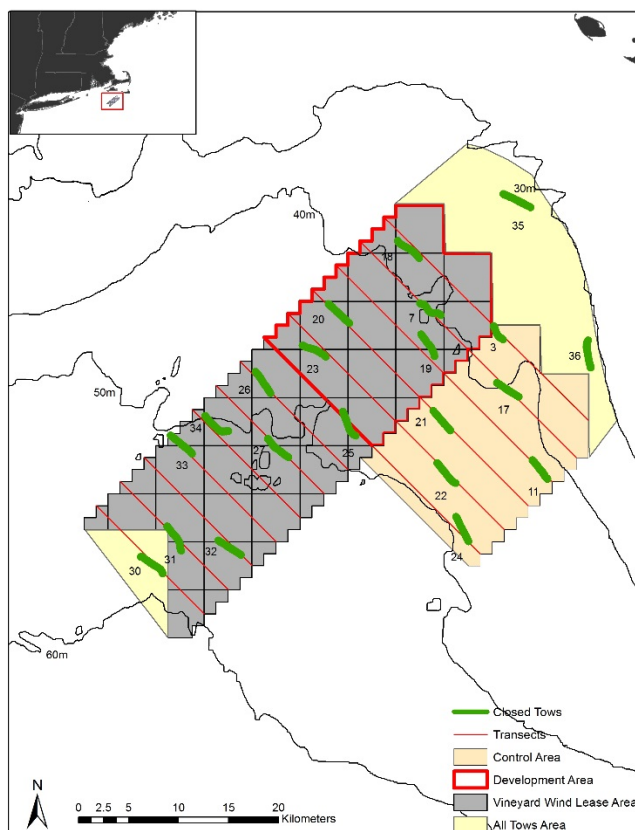 30m
35
40m
18
7
20
3
36
19
23
50m
26
17
21
34
25
27
33
11
22
24
32
31
30
60m
Closed Tows
Transects
Control Area
Development Area
Vineyard Wind Lease Area
All Tows Area
N
0 2.5 5 10 15 20
Kilometers